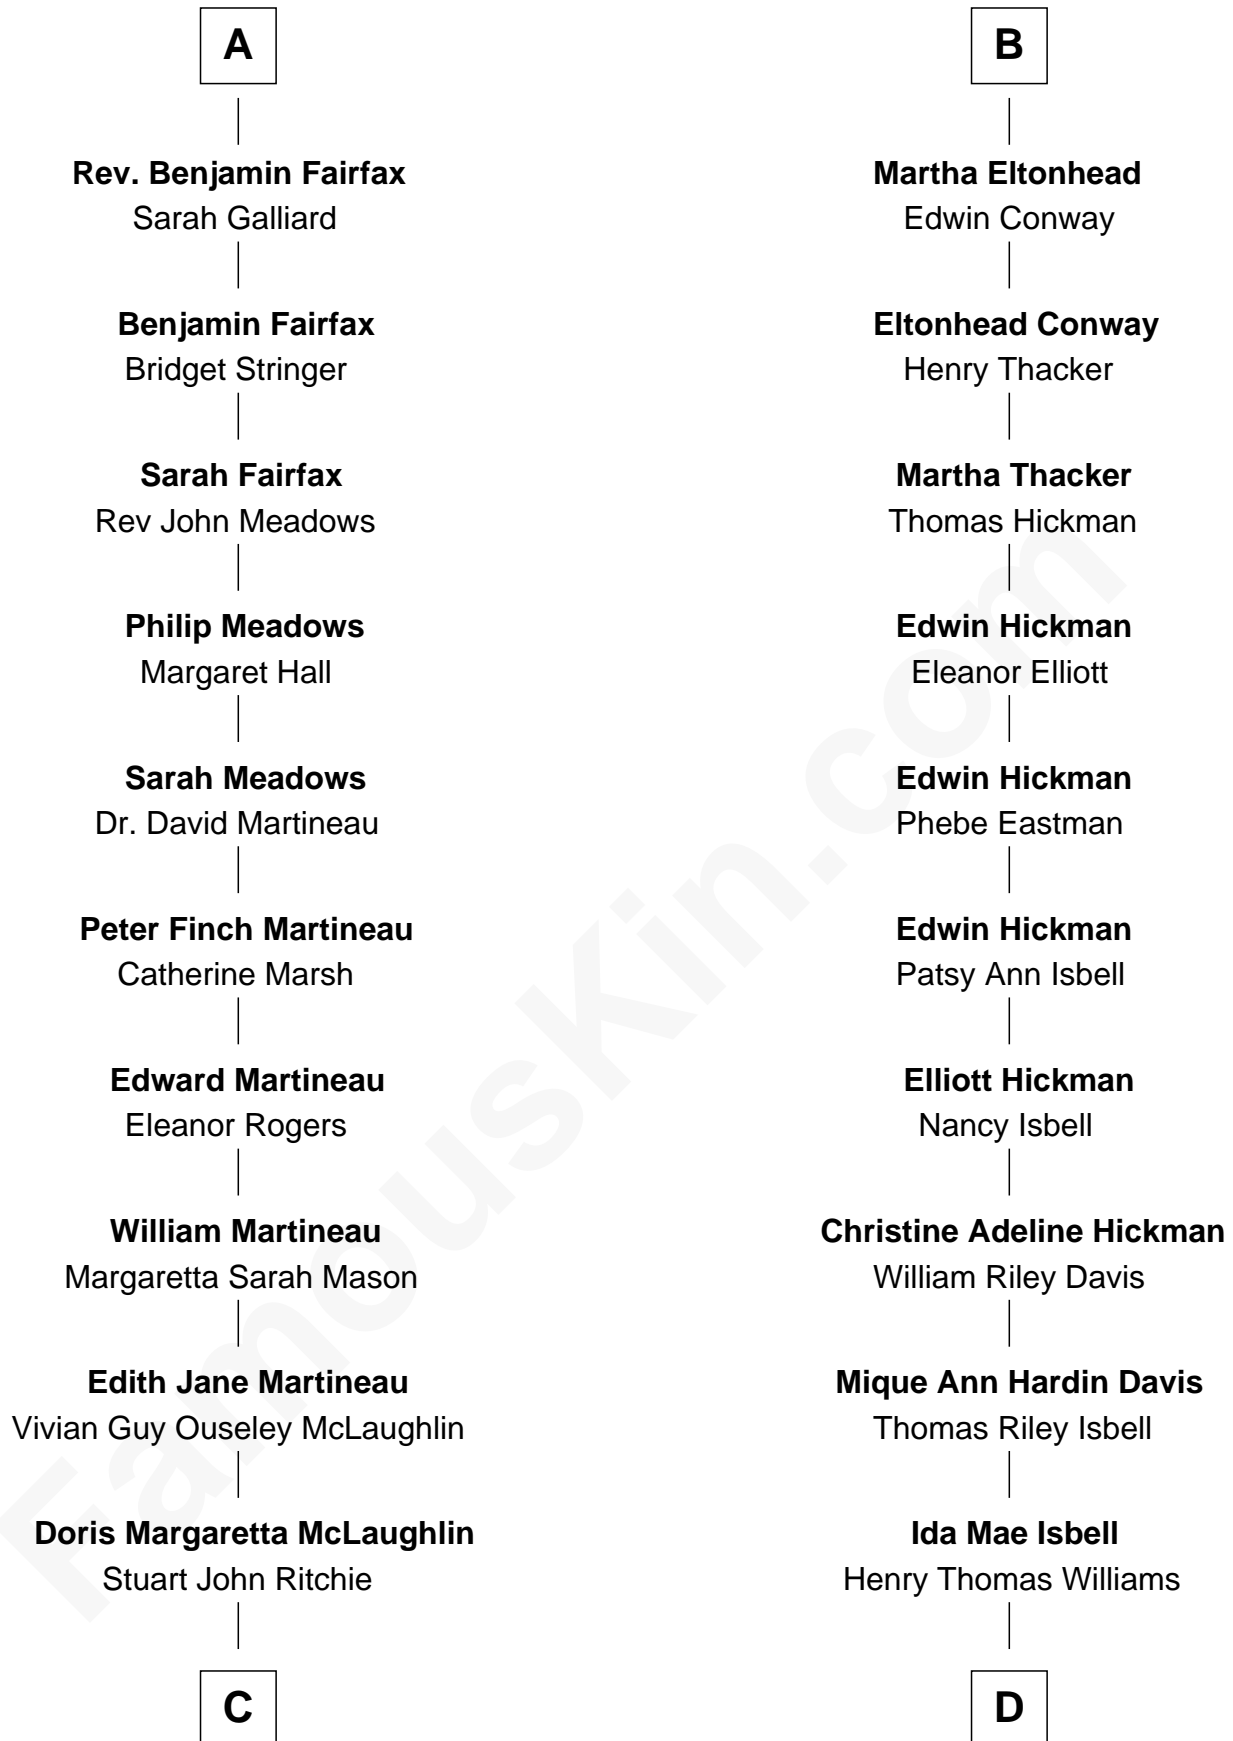 A
Rev. Benjamin Fairfax
Sarah Galliard
Benjamin Fairfax
Bridget Stringer
Sarah Fairfax
Rev John Meadows
Philip Meadows
Margaret Hall
Sarah Meadows
Dr. David Martineau
Peter Finch Martineau
Catherine Marsh
Edward Martineau
Eleanor Rogers
William Martineau
Margaretta Sarah Mason
Edith Jane Martineau
Vivian Guy Ouseley McLaughlin
Doris Margaretta McLaughlin
Stuart John Ritchie
C
B
Martha Eltonhead
Edwin Conway
Eltonhead Conway
Henry Thacker
Martha Thacker
Thomas Hickman
Edwin Hickman
Eleanor Elliott
Edwin Hickman
Phebe Eastman
Edwin Hickman
Patsy Ann Isbell
Elliott Hickman
Nancy Isbell
Christine Adeline Hickman
William Riley Davis
Mique Ann Hardin Davis
Thomas Riley Isbell
Ida Mae Isbell
Henry Thomas Williams
D
FamousKin.com